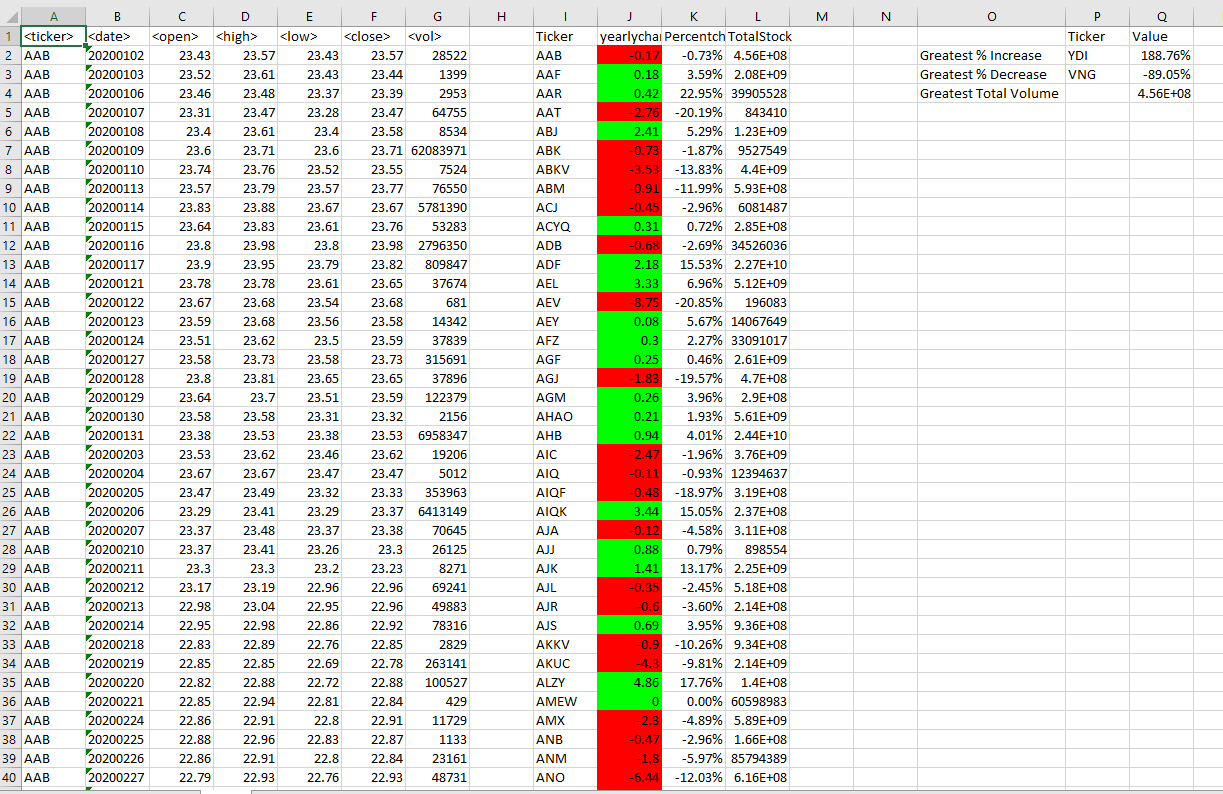 A B C D E F G H I J K L M N O P Q
1 <ticker> <date> <open> <high> <low> <close> <vol> Ticker yearlychar Percentch TotalStock Ticker Value
2 AAB 20200102 23.43 23.57 23.43 23.57 28522 AAB -0.17 -0.73% 4.56E+08 Greatest % Increase YDI 188.76%
3 AAB 20200103 23.52 23.61 23.43 23.44 1399 AAF 0.18 3.59% 2.08E+09 Greatest % Decrease VNG -89.05%
4 AAB 20200106 23.46 23.48 23.37 23.39 2953 AAR 0.42 22.95% 39905528 Greatest Total Volume 4.56E+08
5 AAB 20200107 23.31 23.47 23.28 23.47 64755 AAT -2.76 -20.19% 843410
6 AAB 20200108 23.4 23.61 23.4 23.58 8534 ABJ 2.41 5.29% 1.23E+09
7 AAB 20200109 23.6 23.71 23.6 23.71 62083971 ABK -0.73 -1.87% 9527549
8 AAB 20200110 23.74 23.76 23.52 23.55 7524 ABKV -3.53 -13.83% 4.4E+09
9 AAB 20200113 23.57 23.79 23.57 23.77 76550 ABM -0.91 -11.99% 5.93E+08
10 AAB 20200114 23.83 23.88 23.67 23.67 5781390 ACJ -0.45 -2.96% 6081487
11 AAB 20200115 23.64 23.83 23.61 23.76 53283 ACYQ 0.31 0.72% 2.85E+08
12 AAB 20200116 23.8 23.98 23.8 23.98 2796350 ADB -0.68 -2.69% 34526036
13 AAB 20200117 23.9 23.95 23.79 23.82 809847 ADF 2.18 15.53% 2.27E+10
14 AAB 20200121 23.78 23.78 23.61 23.65 37674 AEL 3.33 6.96% 5.12E+09
15 AAB 20200122 23.67 23.68 23.54 23.68 681 AEV -8.75 -20.85% 196083
16 AAB 20200123 23.59 23.68 23.56 23.58 14342 AEY 0.08 5.67% 14067649
17 AAB 20200124 23.51 23.62 23.5 23.59 37839 AFZ 0.3 2.27% 33091017
18 AAB 20200127 23.58 23.73 23.58 23.73 315691 AGF 0.25 0.46% 2.61E+09
19 AAB 20200128 23.8 23.81 23.65 23.65 37896 AGJ -1.83 -19.57% 4.7E+08
20 AAB 20200129 23.64 23.7 23.51 23.59 122379 AGM 0.26 3.96% 2.9E+08
21 AAB 20200130 23.58 23.58 23.31 23.32 2156 AHAO 0.21 1.93% 5.61E+09
22 AAB 20200131 23.38 23.53 23.38 23.53 6958347 AHB 0.94 4.01% 2.44E+10
23 AAB 20200203 23.53 23.62 23.46 23.62 19206 AIC -2.47 -1.96% 3.76E+09
24 AAB 20200204 23.67 23.67 23.47 23.47 5012 AIQ -0.11 -0.93% 12394637
25 AAB 20200205 23.47 23.49 23.32 23.33 353963 AIQF -0.48 -18.97% 3.19E+08
26 AAB 20200206 23.29 23.41 23.29 23.37 6413149 AIQK 3.44 15.05% 2.37E+08
27 AAB 20200207 23.37 23.48 23.37 23.38 70645 AJA -0.12 -4.58% 3.11E+08
28 AAB 20200210 23.37 23.41 23.26 23.3 26125 AJJ 0.88 0.79% 898554
29 AAB 20200211 23.3 23.3 23.2 23.23 8271 AJK 1.41 13.17% 2.25E+09
30 AAB 20200212 23.17 23.19 22.96 22.96 69241 AJL -0.35 -2.45% 5.18E+08
31 AAB 20200213 22.98 23.04 22.95 22.96 49883 AJR -0.6 -3.60% 2.14E+08
32 AAB 20200214 22.95 22.98 22.86 22.92 78316 AJS 0.69 3.95% 9.36E+08
33 AAB 20200218 22.83 22.89 22.76 22.85 2829 AKKV -0.9 -10.26% 9.34E+08
34 AAB 20200219 22.85 22.85 22.69 22.78 263141 AKUC -4.3 -9.81% 2.14E+09
35 AAB 20200220 22.82 22.88 22.72 22.88 100527 ALZY 4.86 17.76% 1.4E+08
36 AAB 20200221 22.85 22.94 22.81 22.84 429 AMEW 0 0.00% 60598983
37 AAB 20200224 22.86 22.91 22.8 22.91 11729 AMX -2.3 -4.89% 5.89E+09
38 AAB 20200225 22.88 22.96 22.83 22.87 1133 ANB -0.47 -2.96% 1.66E+08
39 AAB 20200226 22.86 22.91 22.8 22.84 23161 ANM -1.8 -5.97% 85794389
40 AAB 20200227 22.79 22.93 22.76 22.93 48731 ANO -6.44 -12.03% 6.16E+08